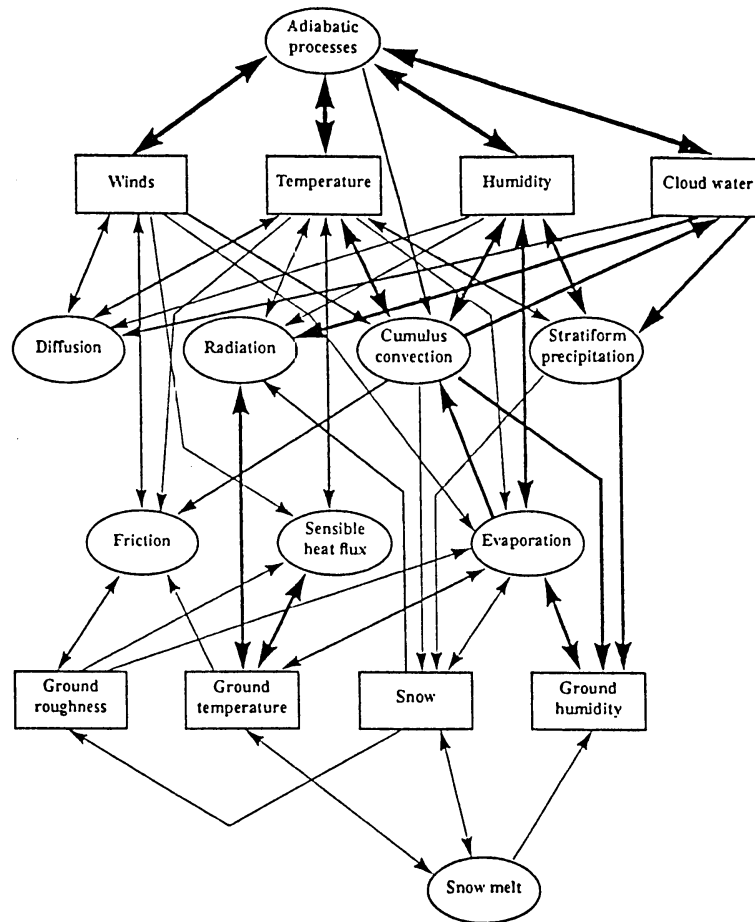 Adiabatic
processes
Winds
Temperature
Humidity
Cloud water
Diffusion
Radiation
Cumulus
convection
Stratiform
precipitation
Friction
Sensible
heat flux
Evaporation
Ground
roughness
Ground
temperature
Snow
Ground
humidity
Snow melt